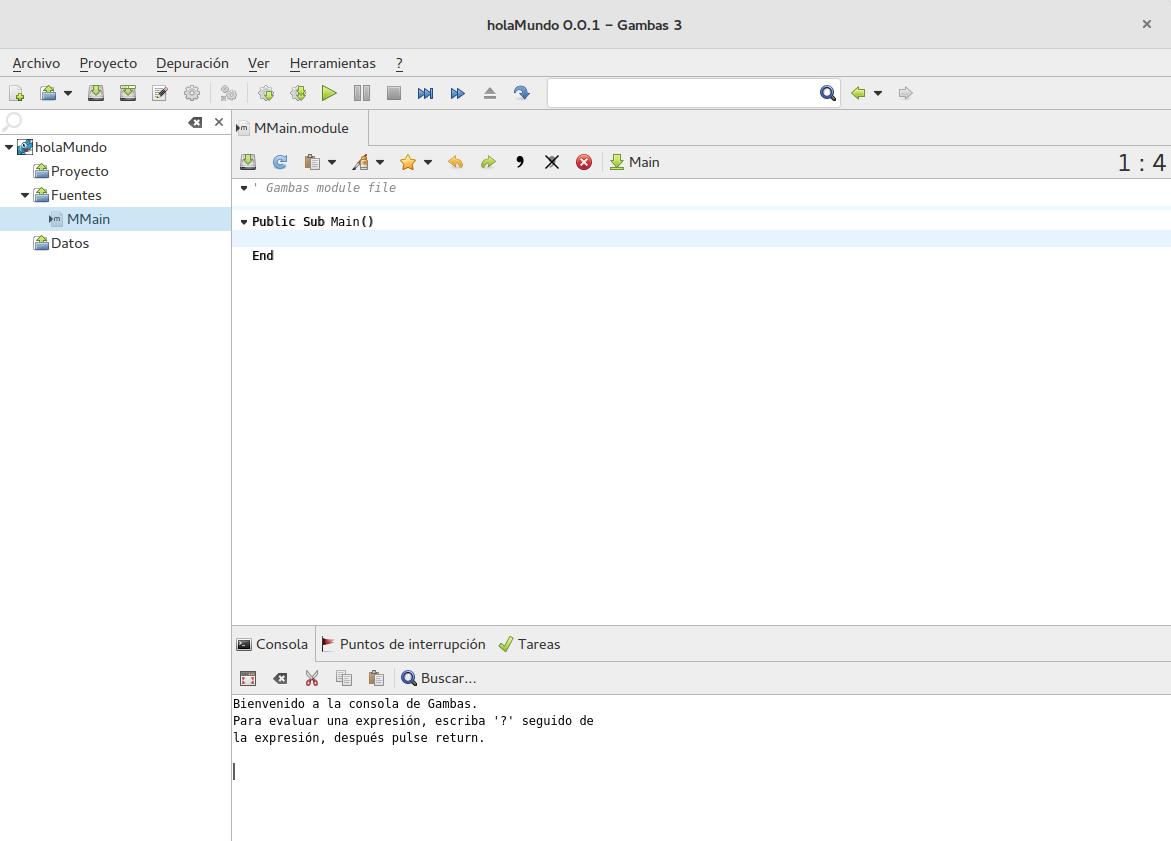 holaMundo 0.0.1 – Gambas 3
Archivo Proyecto Depuración Ver Herramientas ?
MMain.module
holaMundo
Proyecto
Fuentes
MMain
Datos
Main
1 : 4
' Gambas module file
Public Sub Main()
End
Consola Puntos de interrupción Tareas
Buscar...
Bienvenido a la consola de Gambas.
Para evaluar una expresión, escriba '?' seguido de
la expresión, después pulse return.